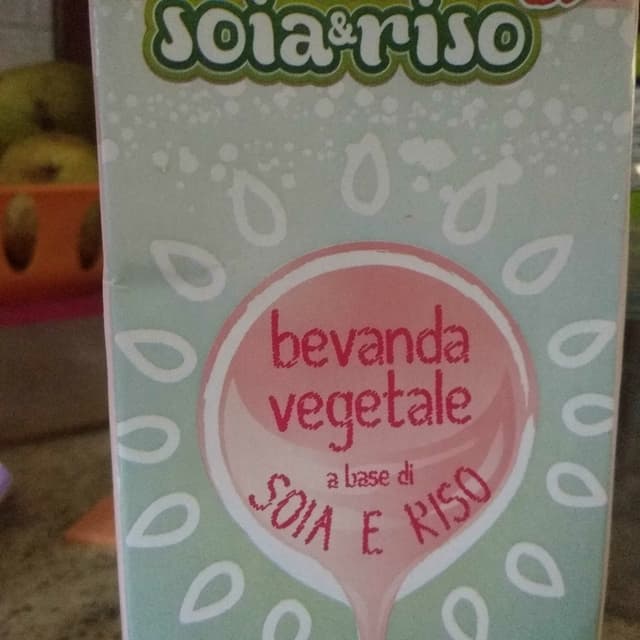 soia&riso
bevanda
vegetale
a base di
SOIA E RISO